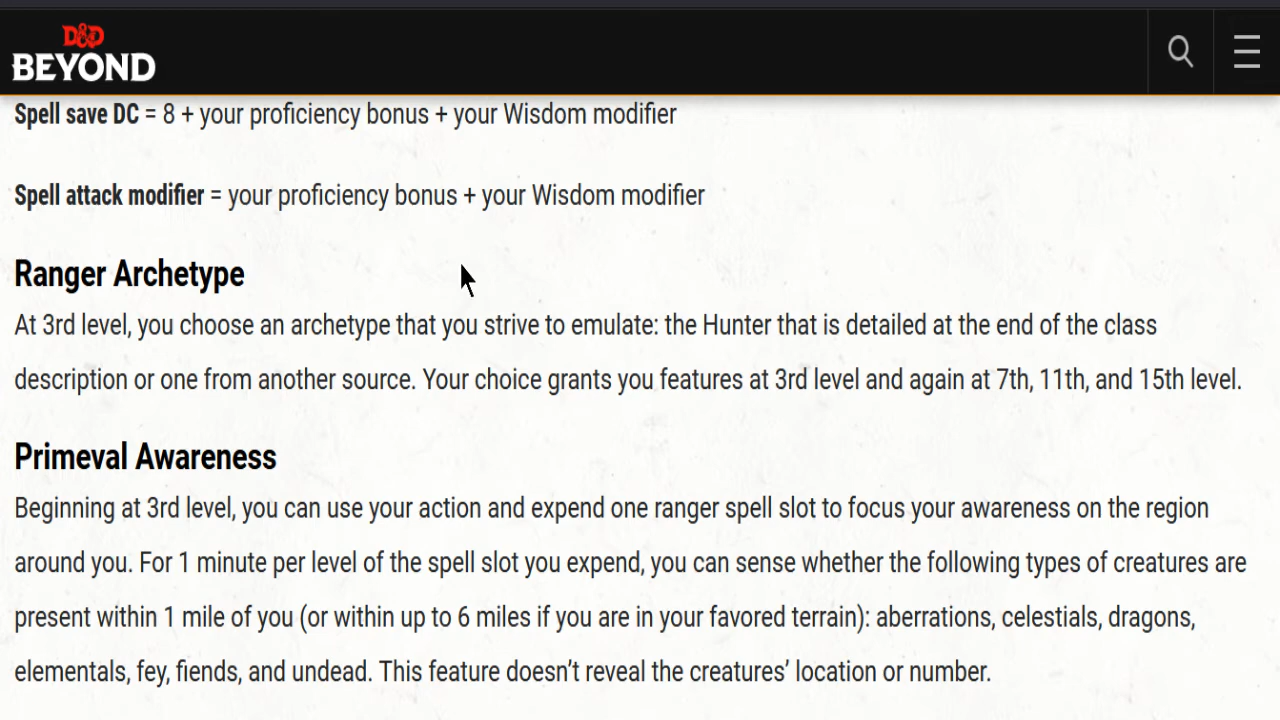 D&D
BEYOND
Spell save DC = 8 + your proficiency bonus + your Wisdom modifier
Spell attack modifier = your proficiency bonus + your Wisdom modifier
Ranger Archetype
At 3rd level, you choose an archetype that you strive to emulate: the Hunter that is detailed at the end of the class
description or one from another source. Your choice grants you features at 3rd level and again at 7th, 11th, and 15th level.
Primeval Awareness
Beginning at 3rd level, you can use your action and expend one ranger spell slot to focus your awareness on the region
around you. For 1 minute per level of the spell slot you expend, you can sense whether the following types of creatures are
present within 1 mile of you (or within up to 6 miles if you are in your favored terrain): aberrations, celestials, dragons,
elementals, fey, fiends, and undead. This feature doesn’t reveal the creatures’ location or number.